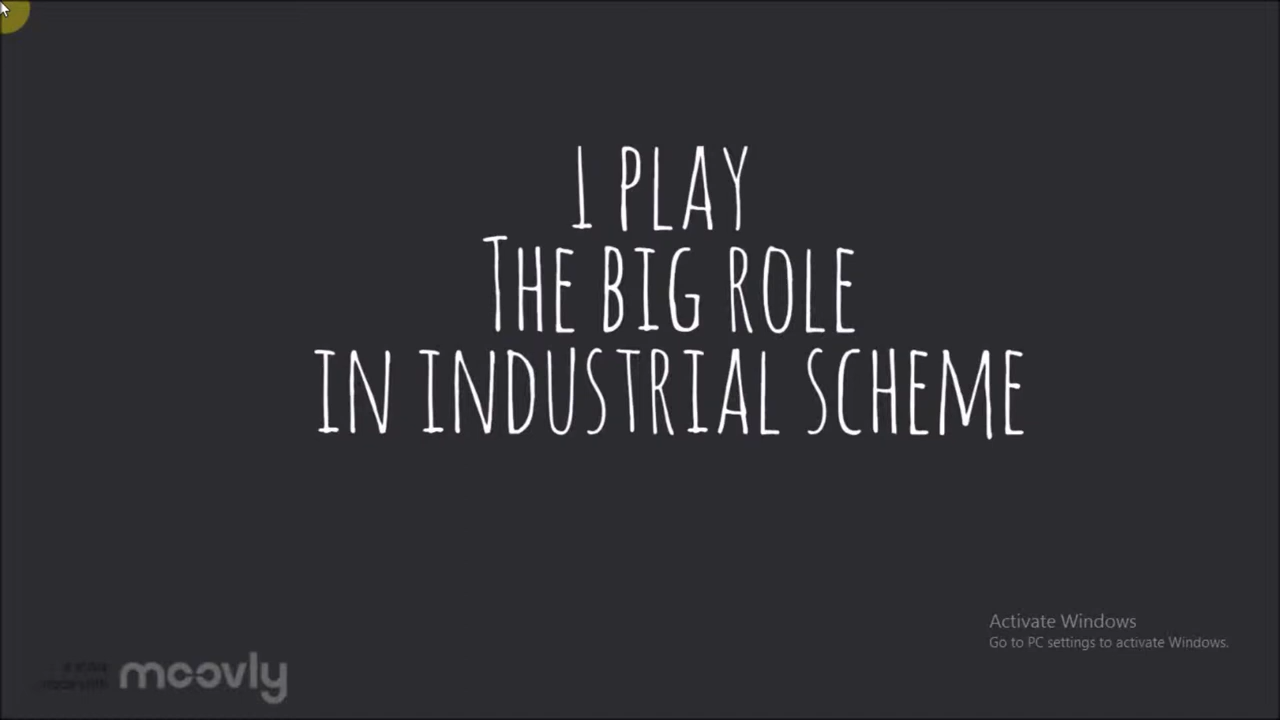 I PLAY
THE BIG ROLE
IN INDUSTRIAL SCHEME
Activate Windows
Go to PC settings to activate Windows.
moovly